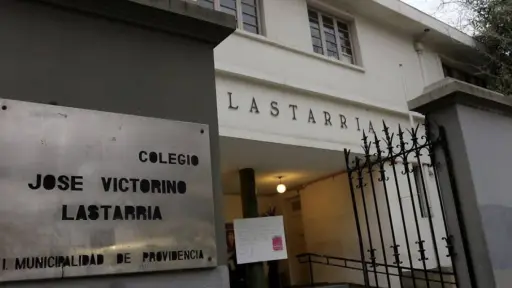 LASTARRIA
COLEGIO
JOSE VICTORINO
LASTARRIA
I. MUNICIPALIDAD DE PROVIDENCIA